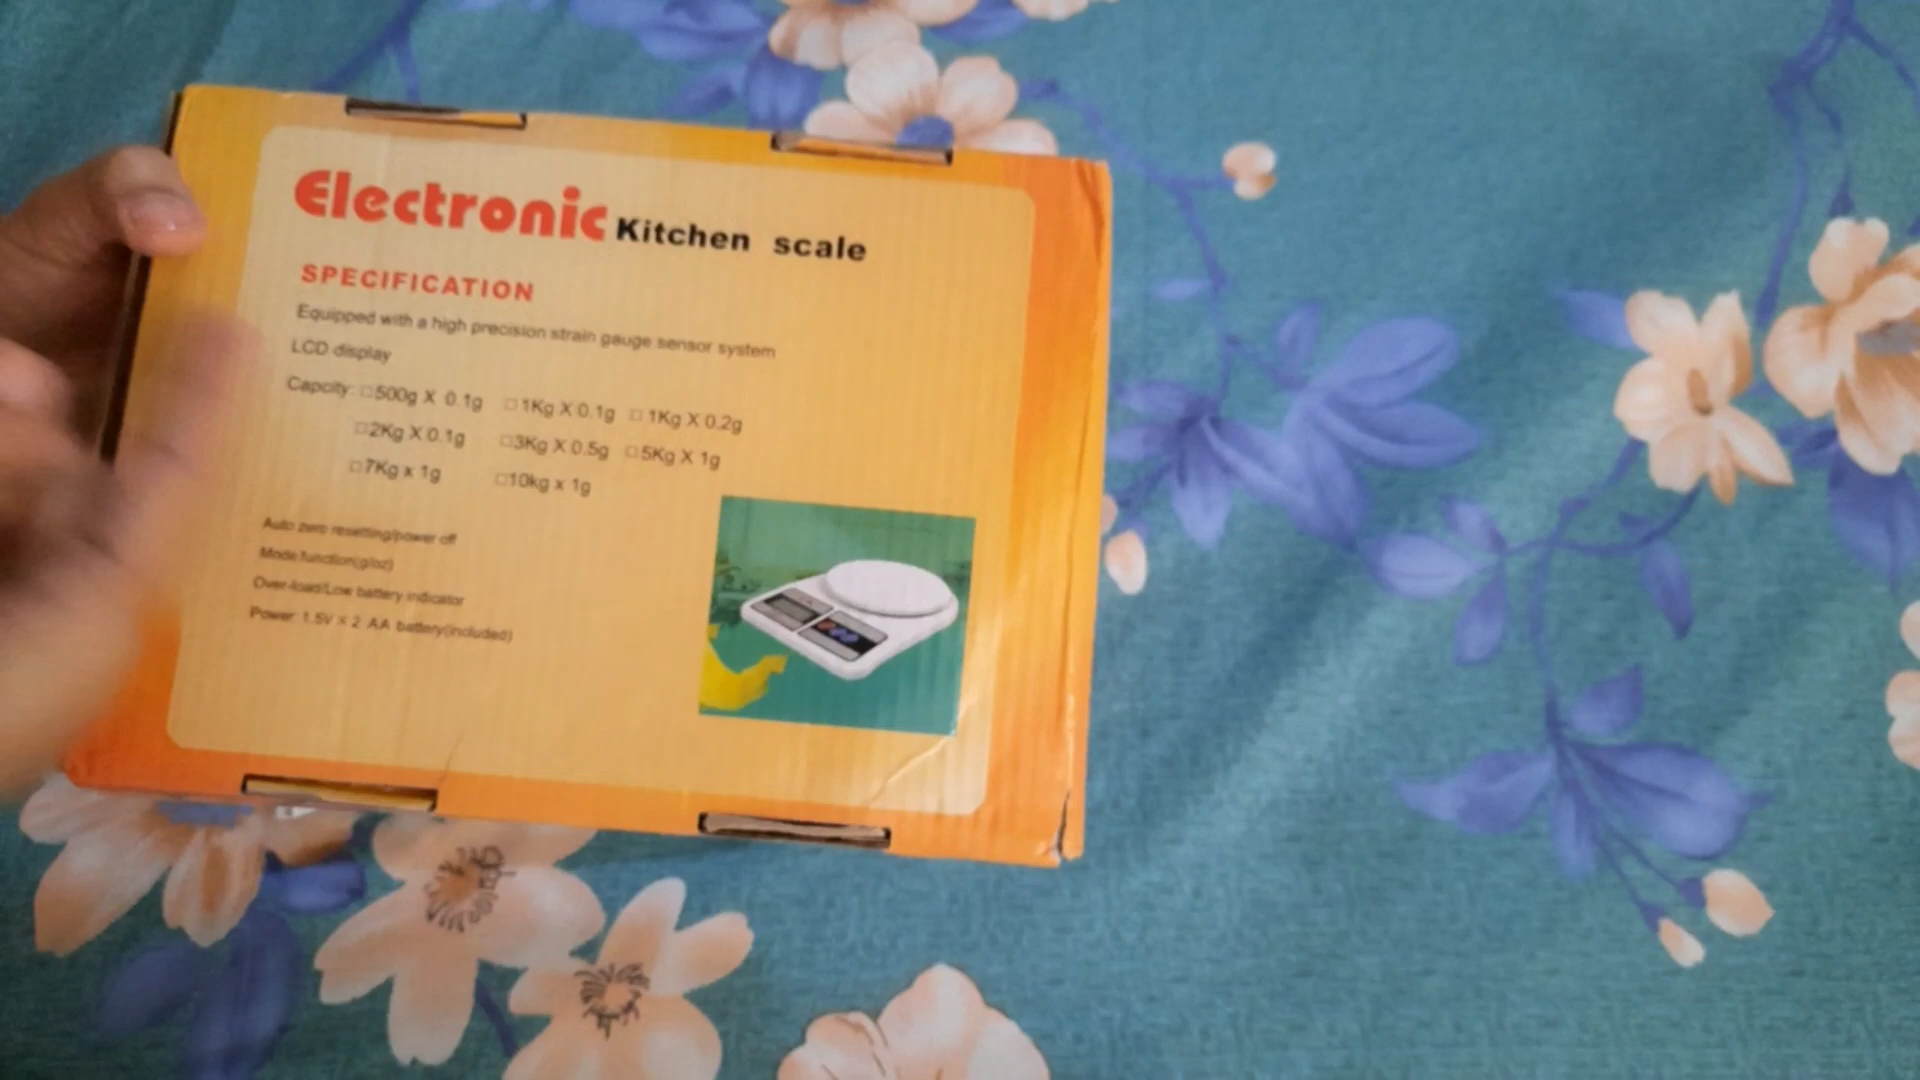 Electronic Kitchen scale
SPECIFICATION
Equipped with a high precision strain gauge sensor system
LCD display
Capcity: □500g X 0.1g □1Kg X 0.1g □1Kg X 0.2g
□2Kg X 0.1g □3Kg X 0.5g □5Kg X 1g
□7Kg x 1g □10kg x 1g
Auto zero resetting/power off
Mode function(g/oz)
Over-load/Low battery indicator
Power: 1.5V X 2 AA battery(included)